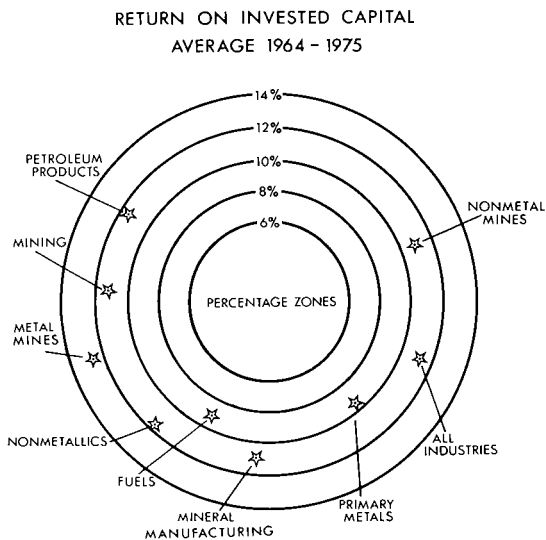 RETURN ON INVESTED CAPITAL
AVERAGE 1964 – 1975
14%
12%
10%
8%
6%
PERCENTAGE ZONES
PETROLEUM
PRODUCTS
NONMETAL
MINES
MINING
METAL
MINES
NONMETALLICS
FUELS
MINERAL
MANUFACTURING
PRIMARY
METALS
ALL
INDUSTRIES